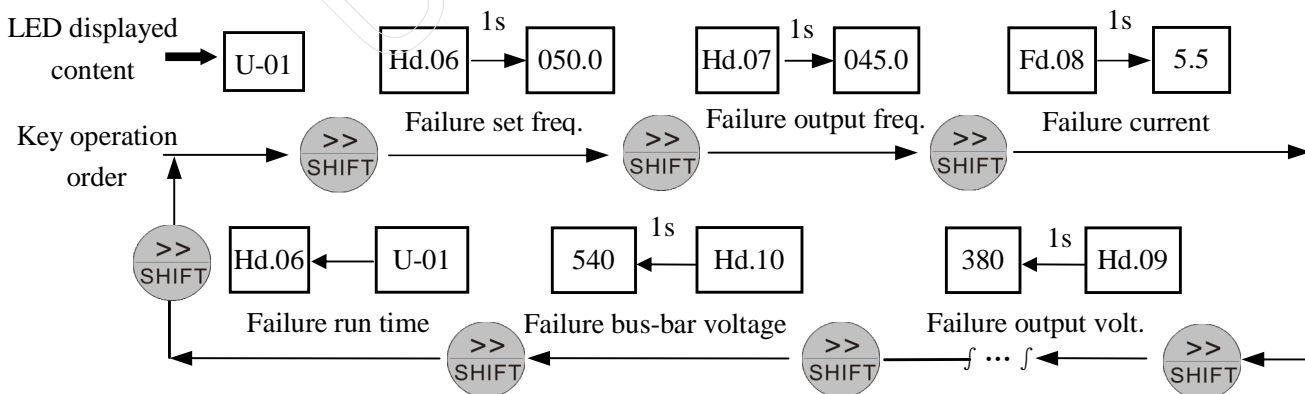 LED displayed
content
U-01
Hd.06
1s
050.0
Hd.07
1s
045.0
Fd.08
1s
5.5
Key operation
order
>>
SHIFT
Failure set freq.
>>
SHIFT
Failure output freq.
>>
SHIFT
Failure current
>>
SHIFT
Hd.06
U-01
540
1s
Hd.10
380
1s
Hd.09
Failure run time
>>
SHIFT
Failure bus-bar voltage
>>
SHIFT
Failure output volt.
∫ ··· ∫
>>
SHIFT